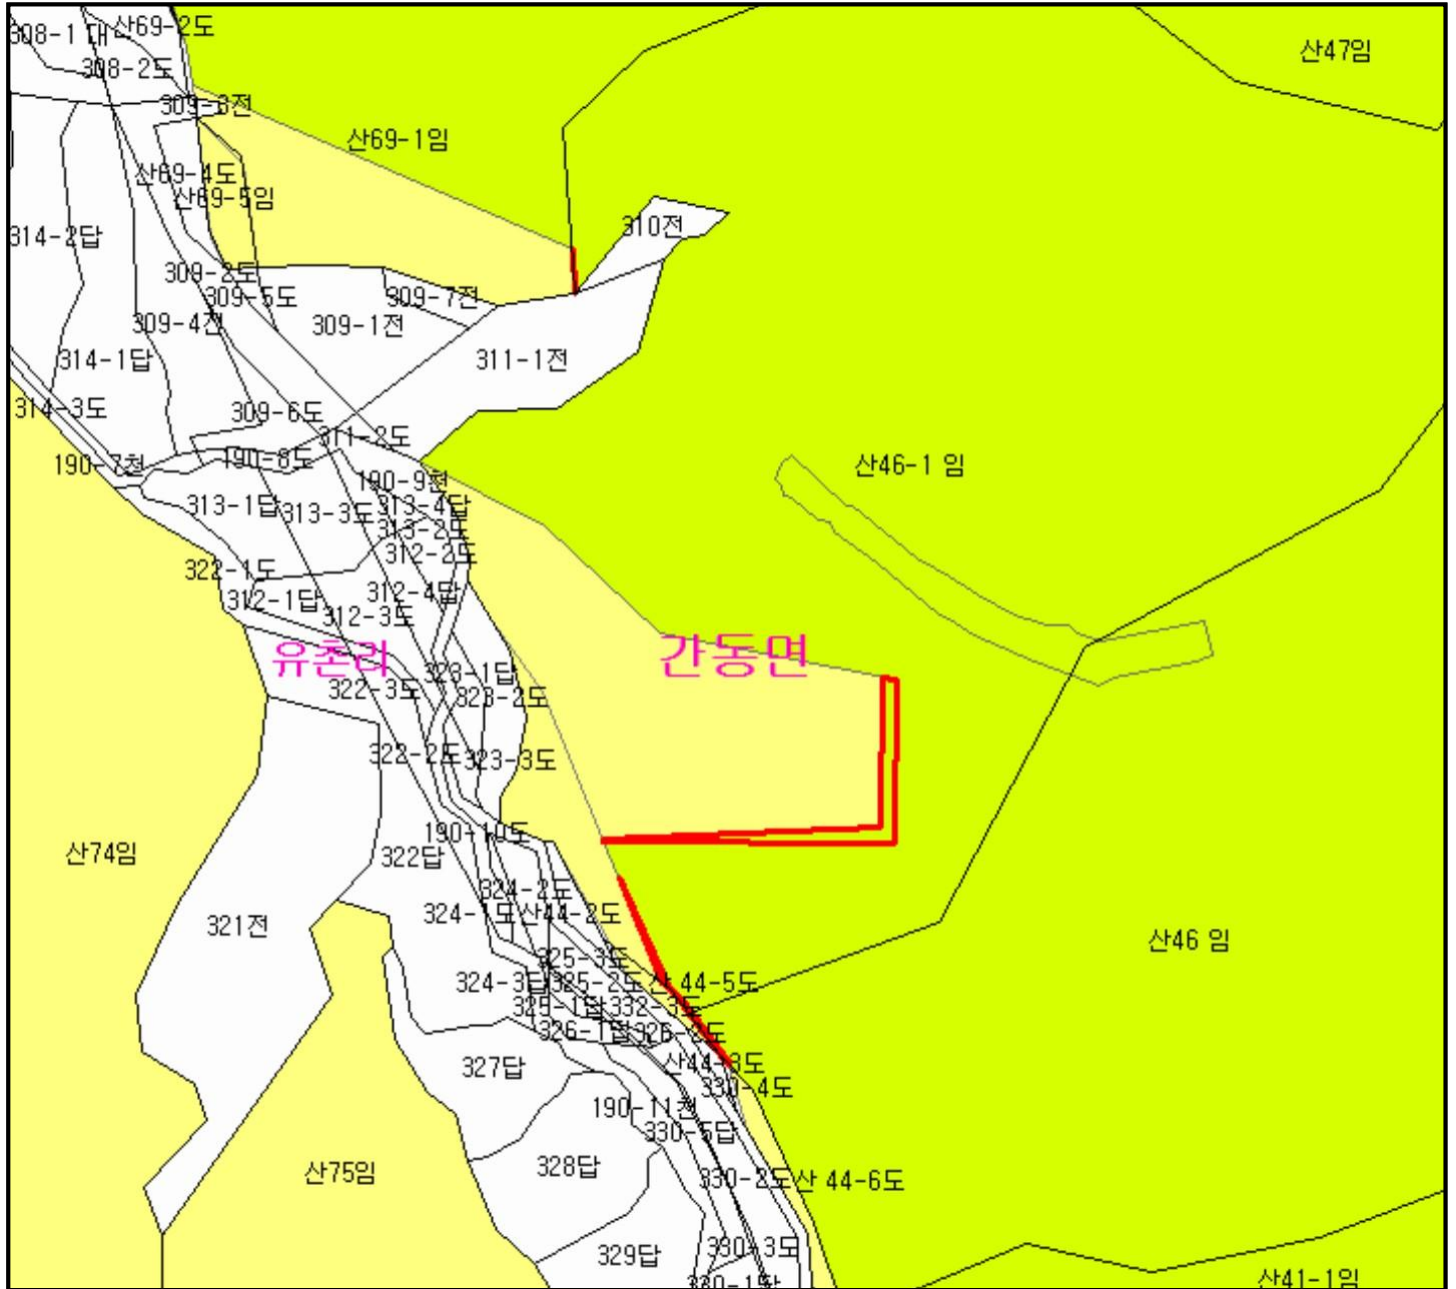 308-1 대
산69-2도
산47임
308-2도
309-3전
산69-1임
산69-4도
산69-5임
310전
314-2답
309-2도
309-5도
309-7전
309-4전
309-1전
314-1답
311-1전
314-3도
309-6도
311-2도
190-7천
190-8도
산46-1 임
190-9천
313-1답
313-3도
313-4답
313-2도
312-2도
322-1도
312-1답
312-4답
312-3도
유촌리
간동면
323-1답
322-3도
323-2도
322-2도
323-3도
190-10도
산74임
322답
324-2도
324-1도
산44-2도
321전
산46 임
325-3도
324-3답
325-2도
산 44-5도
325-1답
332-3도
326-1답
326-2도
327답
산44-3도
330-4도
190-11천
330-5답
328답
산75임
330-2도
산 44-6도
329답
330-3도
330-1답
산41-1임